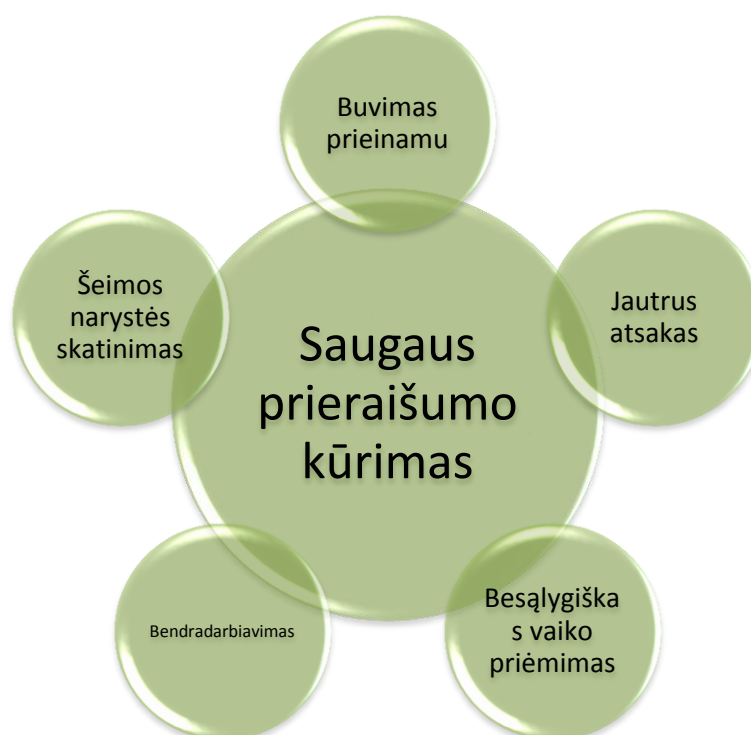 Buvimas
prieinamu
Šeimos
narystės
skatinimas
Jautrus
atsakas
Saugaus
prieraišumo
kūrimas
Bendradarbiavimas
Besąlygiška
s vaiko
priėmimas